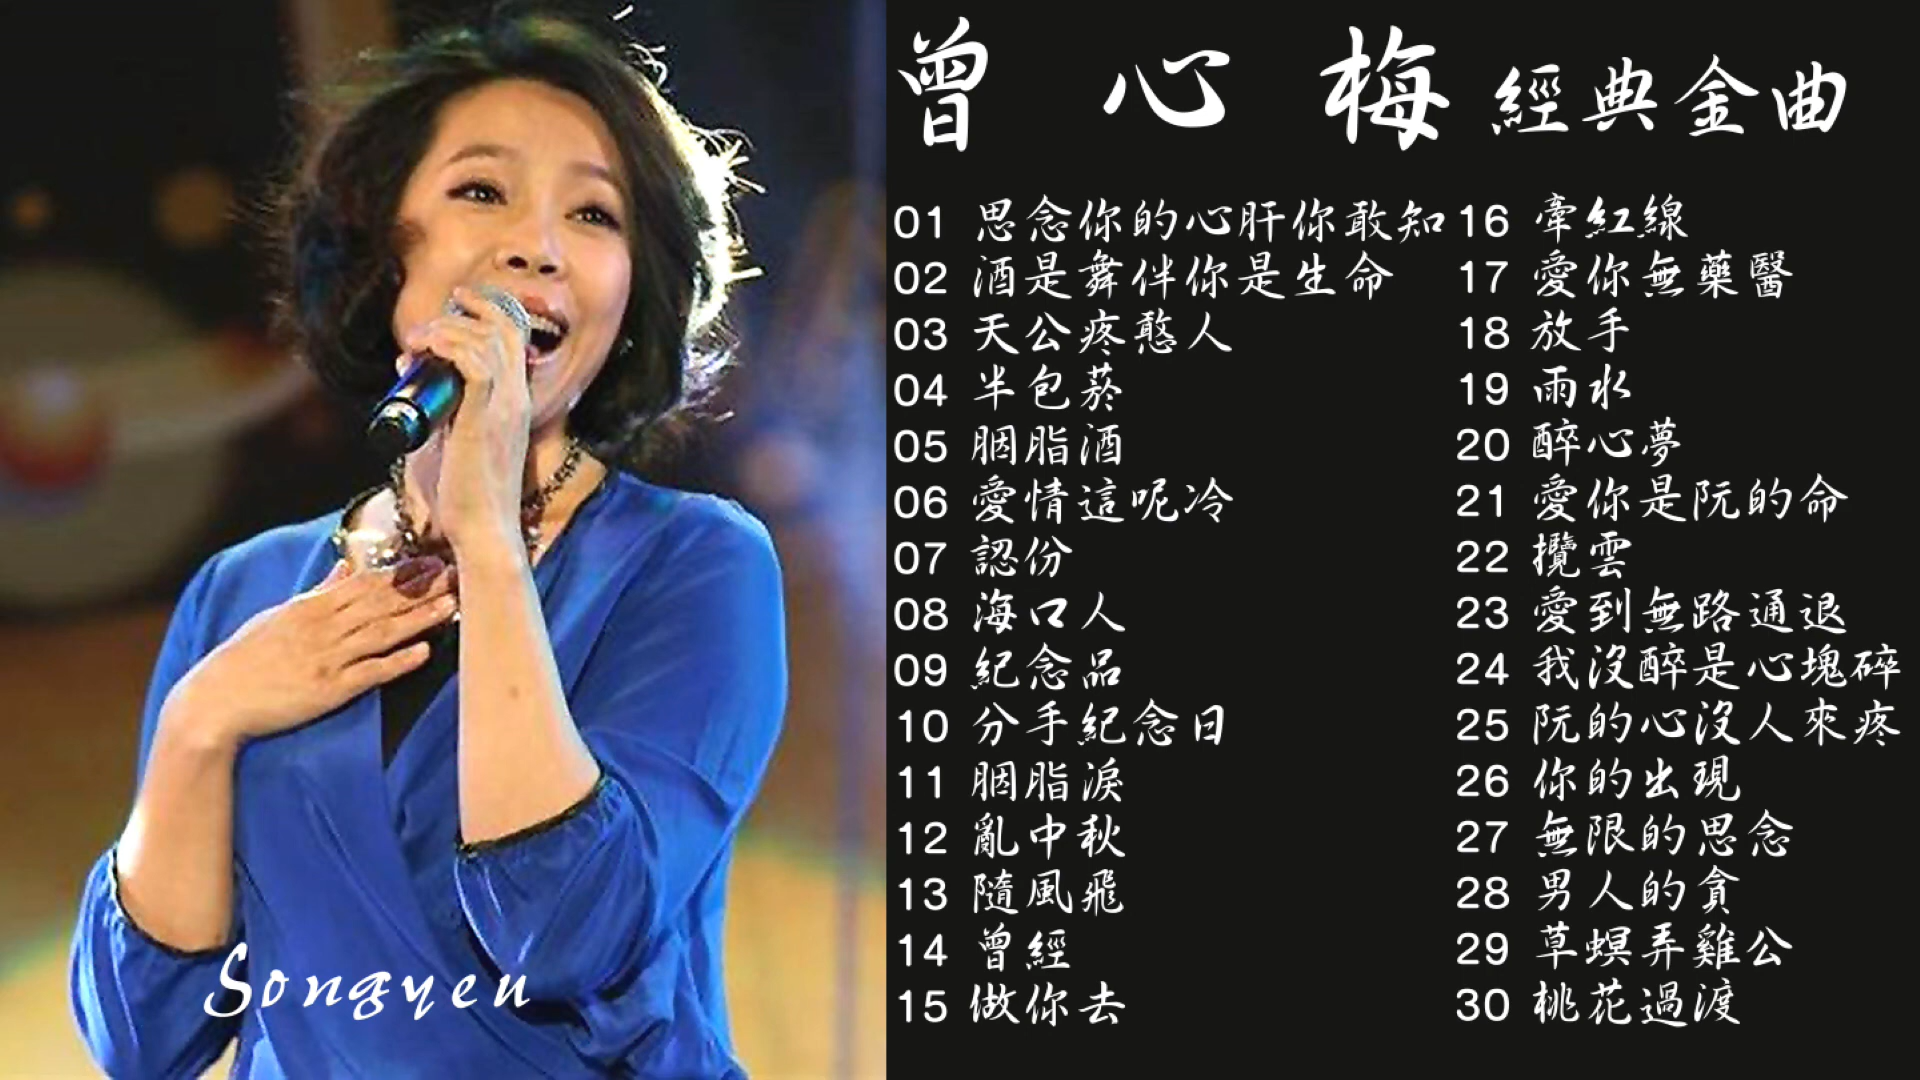 曾心梅 經典金曲
01 思念你的心肝你敢知
02 酒是舞伴你是生命
03 天公疼憨人
04 半包菸
05 胭脂酒
06 愛情這呢冷
07 認份
08 海口人
09 紀念品
10 分手紀念日
11 胭脂淚
12 亂中秋
13 隨風飛
14 曾經
15 做你去
16 牽紅線
17 愛你無藥醫
18 放手
19 雨水
20 醉心夢
21 愛你是阮的命
22 攬雲
23 愛到無路通退
24 我沒醉是心塊碎
25 阮的心沒人來疼
26 你的出現
27 無限的思念
28 男人的貪
29 草螟弄雞公
30 桃花過渡
Songyeu